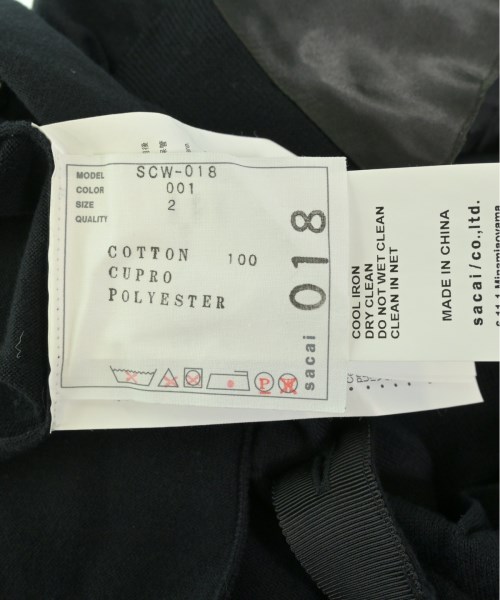 MODEL SCW-018
COLOR 001
SIZE 2
QUALITY
COTTON 100
CUPRO
POLYESTER
P
W
sacai 018
COOL IRON
DRY CLEAN
DO NOT WET CLEAN
CLEAN IN NET
MADE IN CHINA
sacai/co.,ltd.